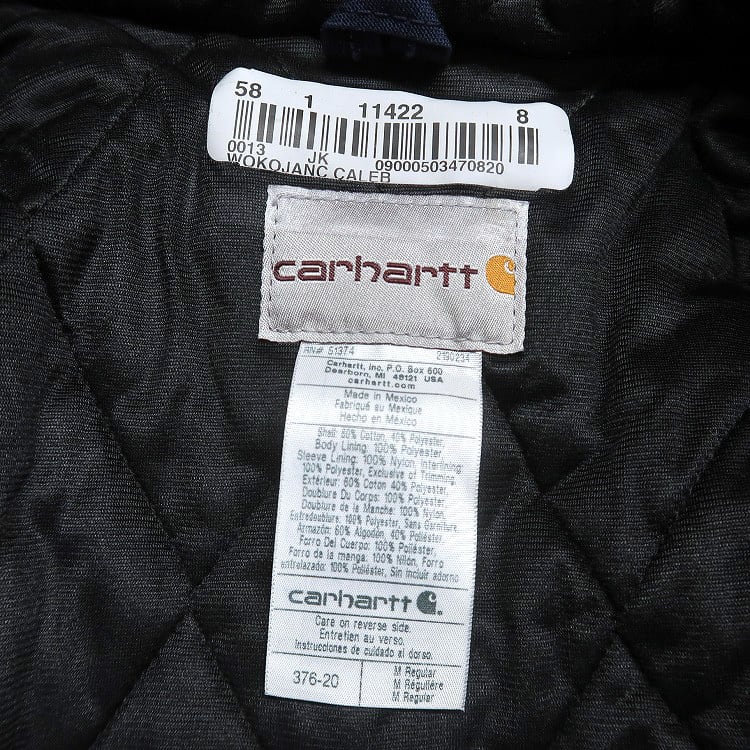 58 1 11422 8
0013 JK 09000503470820
WOKOJANC CALEB
carhartt
RN# 51374 2190234
Carhartt, Inc. P.O. Box 600
Dearborn, MI 48121 USA
carhartt.com
Made in Mexico
Fabriqué au Mexique
Hecho en México
Shell: 60% Cotton, 40% Polyester,
Body Lining: 100% Polyester,
Sleeve Lining: 100% Nylon, Interlining:
100% Polyester, Exclusive of Trimming.
Extérieur: 60% Coton 40% Polyester,
Doublure Du Corps: 100% Polyester,
Doublure de la Manche: 100% Nylon,
Entredoublure: 100% Polyester, Sans Garniture.
Armazón: 60% Algodón, 40% Poliéster,
Forro Del Cuerpo: 100% Poliéster,
Forro de la manga: 100% Nilón, Forro
entrelazado: 100% Poliéster, Sin incluir adorno
carhartt
Care on reverse side.
Entretien au verso.
Instrucciones de cuidado al dorso.
376-20
M Regular
M Régulière
M Regular